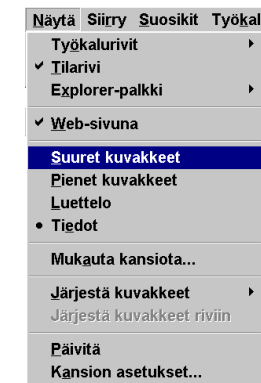 Näytä Siirry Suosikit Työkal
Työkalurivit
Tilarivi
Explorer-palkki
Web-sivuna
Suuret kuvakkeet
Pienet kuvakkeet
Luettelo
Tiedot
Mukauta kansiota...
Järjestä kuvakkeet
Järjestä kuvakkeet riviin
Päivitä
Kansion asetukset...